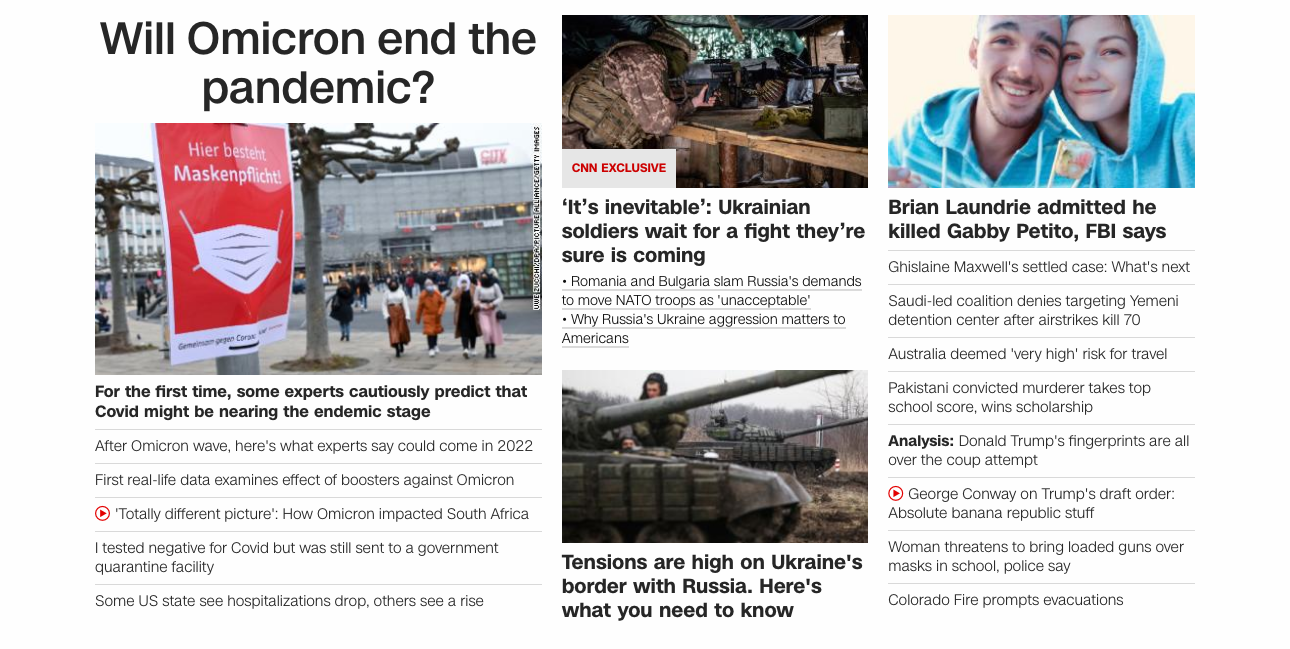 Will Omicron end the
pandemic?
Hier besteht
Maskenpflicht!
Gemeinsam gegen Corona
UWE ZUCCHI/DPA/PICTURE ALLIANCE/GETTY IMAGES
For the first time, some experts cautiously predict that
Covid might be nearing the endemic stage
After Omicron wave, here's what experts say could come in 2022
First real-life data examines effect of boosters against Omicron
'Totally different picture': How Omicron impacted South Africa
I tested negative for Covid but was still sent to a government
quarantine facility
Some US state see hospitalizations drop, others see a rise
CNN EXCLUSIVE
‘It’s inevitable’: Ukrainian
soldiers wait for a fight they’re
sure is coming
• Romania and Bulgaria slam Russia's demands
to move NATO troops as 'unacceptable'
• Why Russia's Ukraine aggression matters to
Americans
Tensions are high on Ukraine's
border with Russia. Here's
what you need to know
Brian Laundrie admitted he
killed Gabby Petito, FBI says
Ghislaine Maxwell's settled case: What's next
Saudi-led coalition denies targeting Yemeni
detention center after airstrikes kill 70
Australia deemed 'very high' risk for travel
Pakistani convicted murderer takes top
school score, wins scholarship
Analysis: Donald Trump's fingerprints are all
over the coup attempt
George Conway on Trump's draft order:
Absolute banana republic stuff
Woman threatens to bring loaded guns over
masks in school, police say
Colorado Fire prompts evacuations